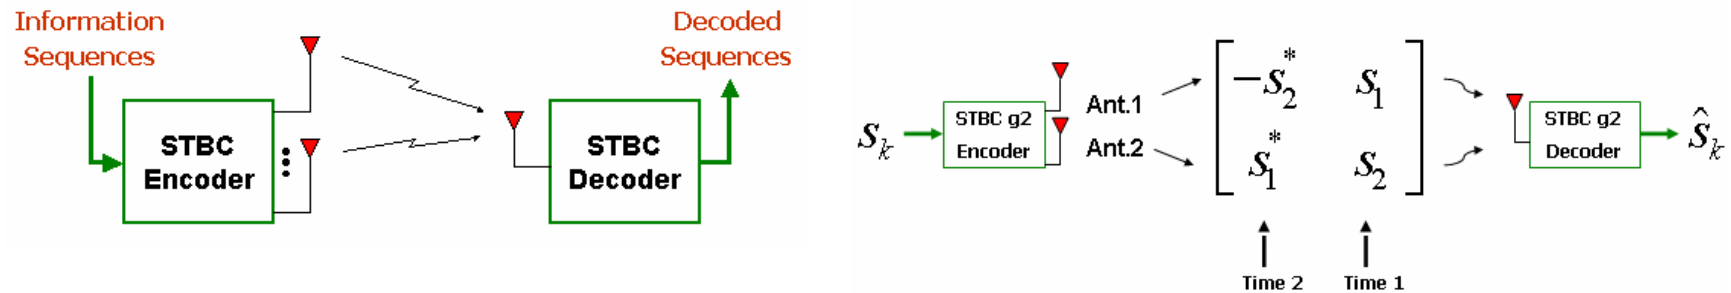 Information
Sequences
STBC
Encoder
Decoded
Sequences
STBC
Decoder
s_k
STBC g2
Encoder
Ant.1
Ant.2
-s_2^* s_1
s_1^* s_2
Time 2 Time 1
STBC g2
Decoder
ŝ_k